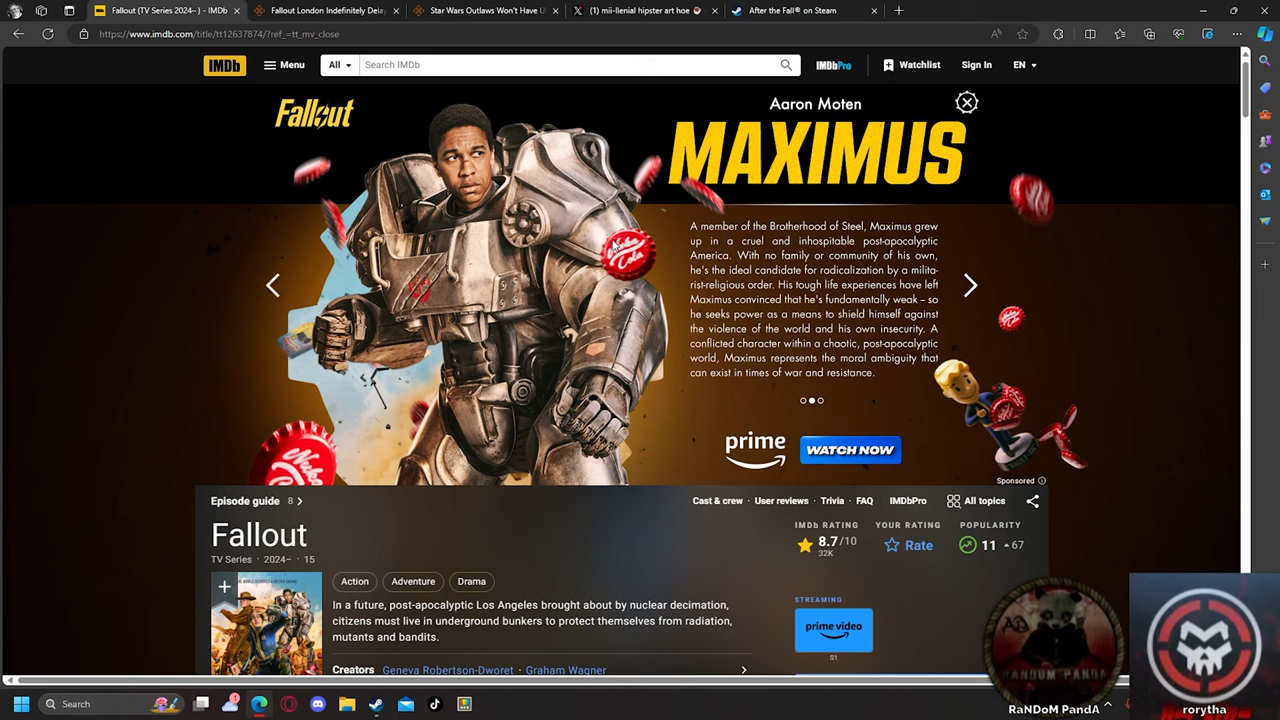 Fallout (TV Series 2024– ) - IMDb
Fallout London Indefinitely Delay
Star Wars Outlaws Won't Have U
(1) mii-llenial hipster art hoe
After the Fall® on Steam
https://www.imdb.com/title/tt12637874/?ref_=tt_mv_close
IMDb
Menu
All
Search IMDb
IMDbPro
Watchlist
Sign In
EN
Fallout
Aaron Moten
MAXIMUS
A member of the Brotherhood of Steel, Maximus grew
up in a cruel and inhospitable post-apocalyptic
America. With no family or community of his own,
he's the ideal candidate for radicalization by a milita-
rist-religious order. His tough life experiences have left
Maximus convinced that he's fundamentally weak – so
he seeks power as a means to shield himself against
the violence of the world and his own insecurity. A
conflicted character within a chaotic, post-apocalyptic
world, Maximus represents the moral ambiguity that
can exist in times of war and resistance.
Nuka
Cola
Nuka
prime
WATCH NOW
Sponsored
Episode guide 8
Cast & crew · User reviews · Trivia · FAQ
IMDbPro
All topics
Fallout
TV Series · 2024– · 15
IMDb RATING
8.7/10
32K
YOUR RATING
Rate
POPULARITY
11
67
Action
Adventure
Drama
In a future, post-apocalyptic Los Angeles brought about by nuclear decimation,
citizens must live in underground bunkers to protect themselves from radiation,
mutants and bandits.
Creators Geneva Robertson-Dworet · Graham Wagner
STREAMING
prime video
S1
RANDOM PANDA
RaNDoM PandA
rorytha
Search